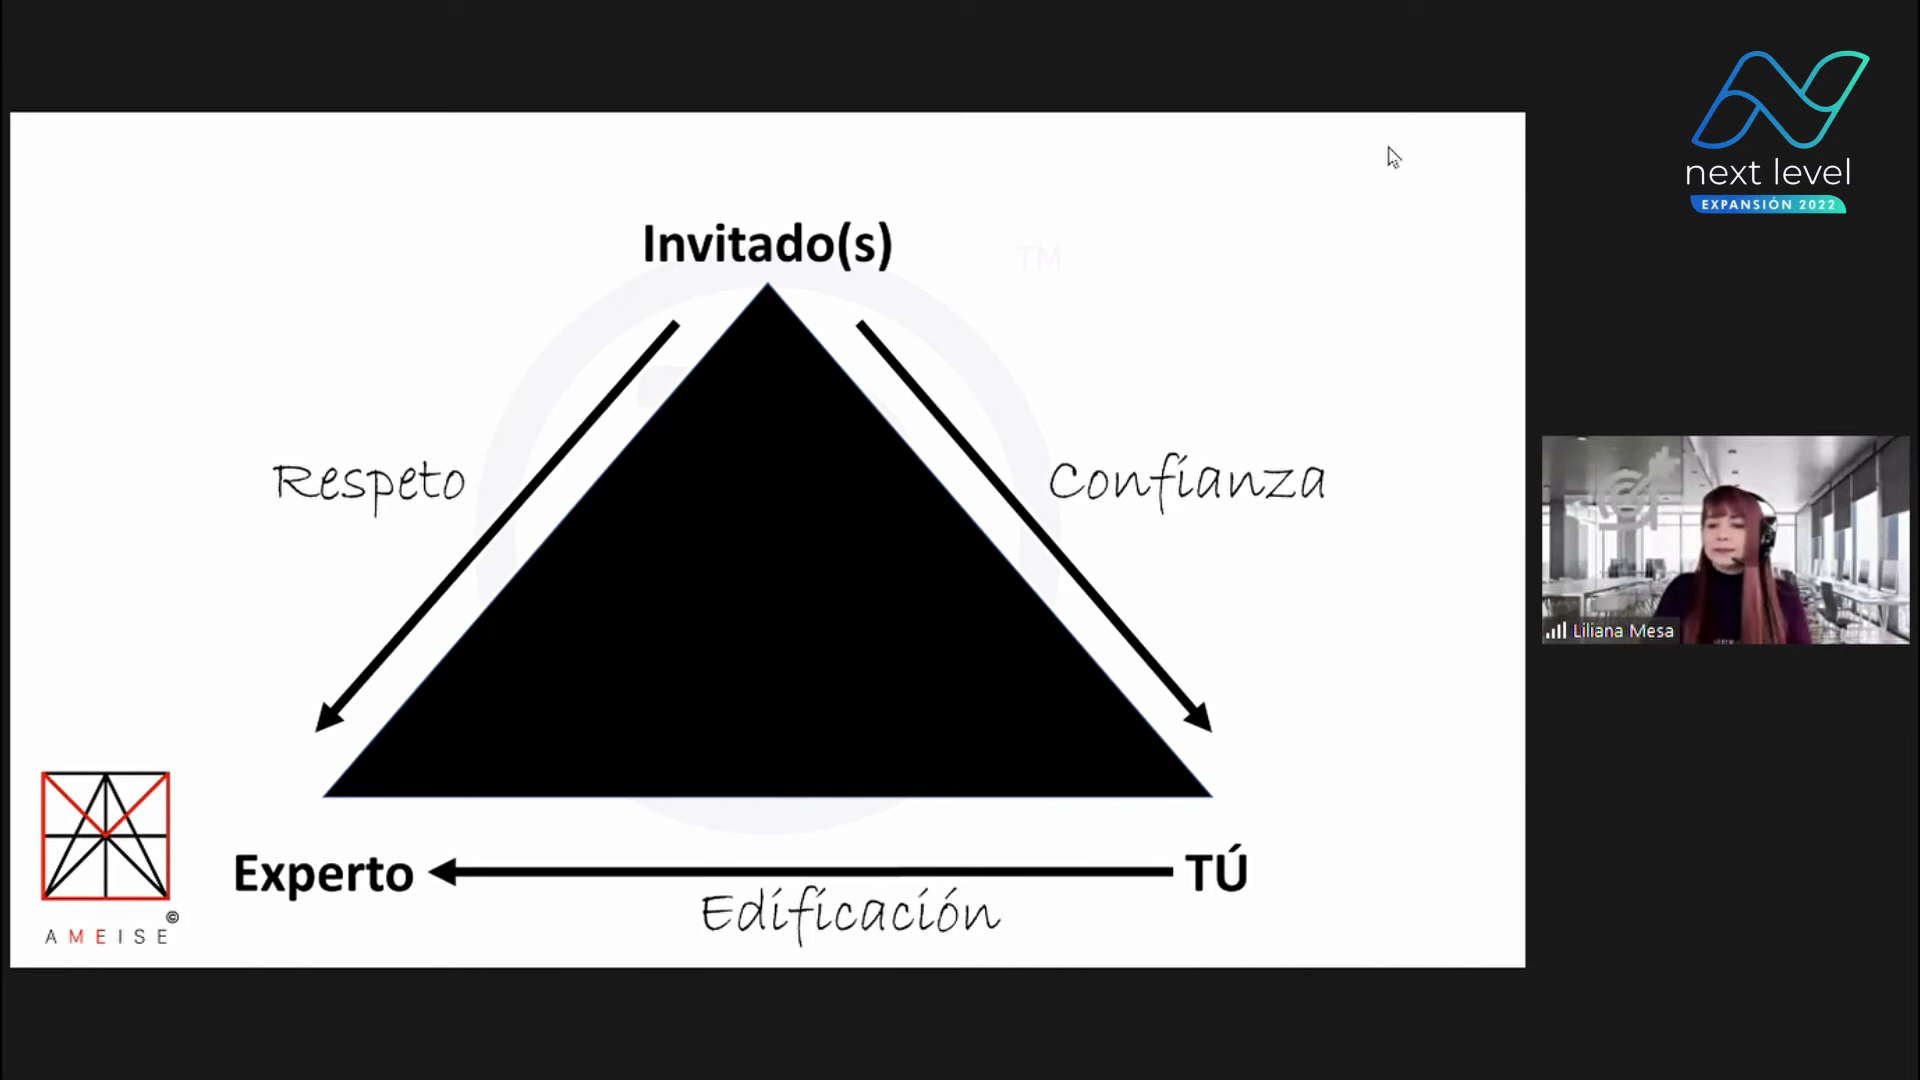 next level
EXPANSIÓN 2022
TM
Invitado(s)
Respeto
Confianza
Liliana Mesa
Experto
TÚ
Edificación
©
AMEISE